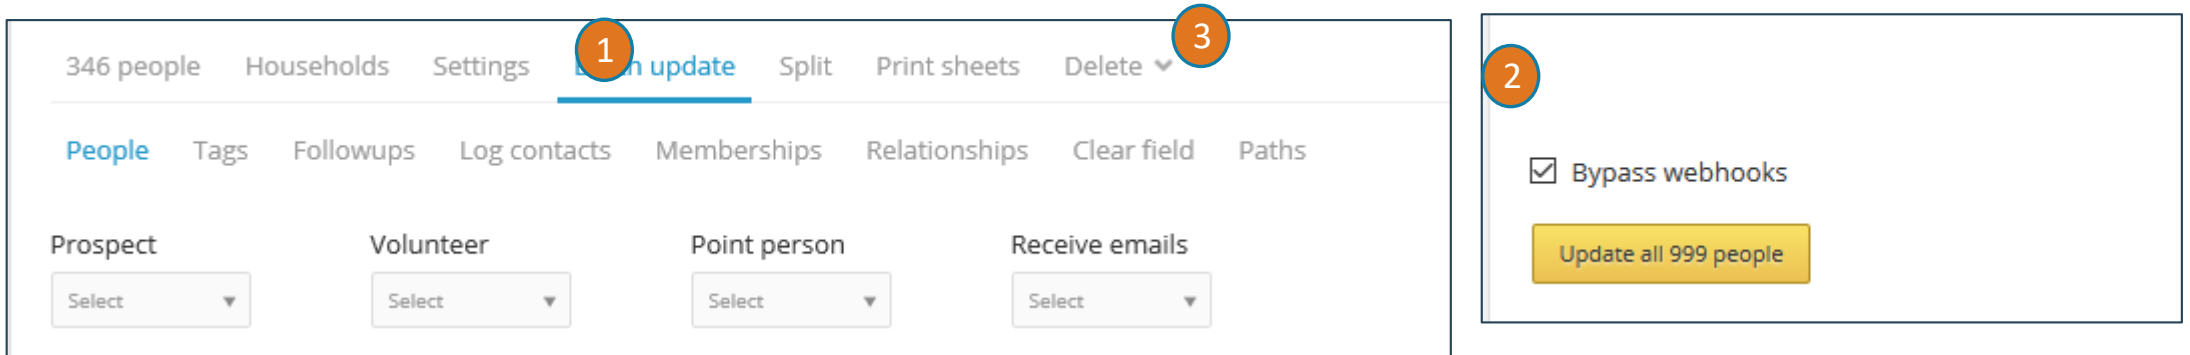 1
3
346 people Households Settings update Split Print sheets Delete
People Tags Followups Log contacts Memberships Relationships Clear field Paths
Prospect Volunteer Point person Receive emails
Select Select Select Select
2
Bypass webhooks
Update all 999 people